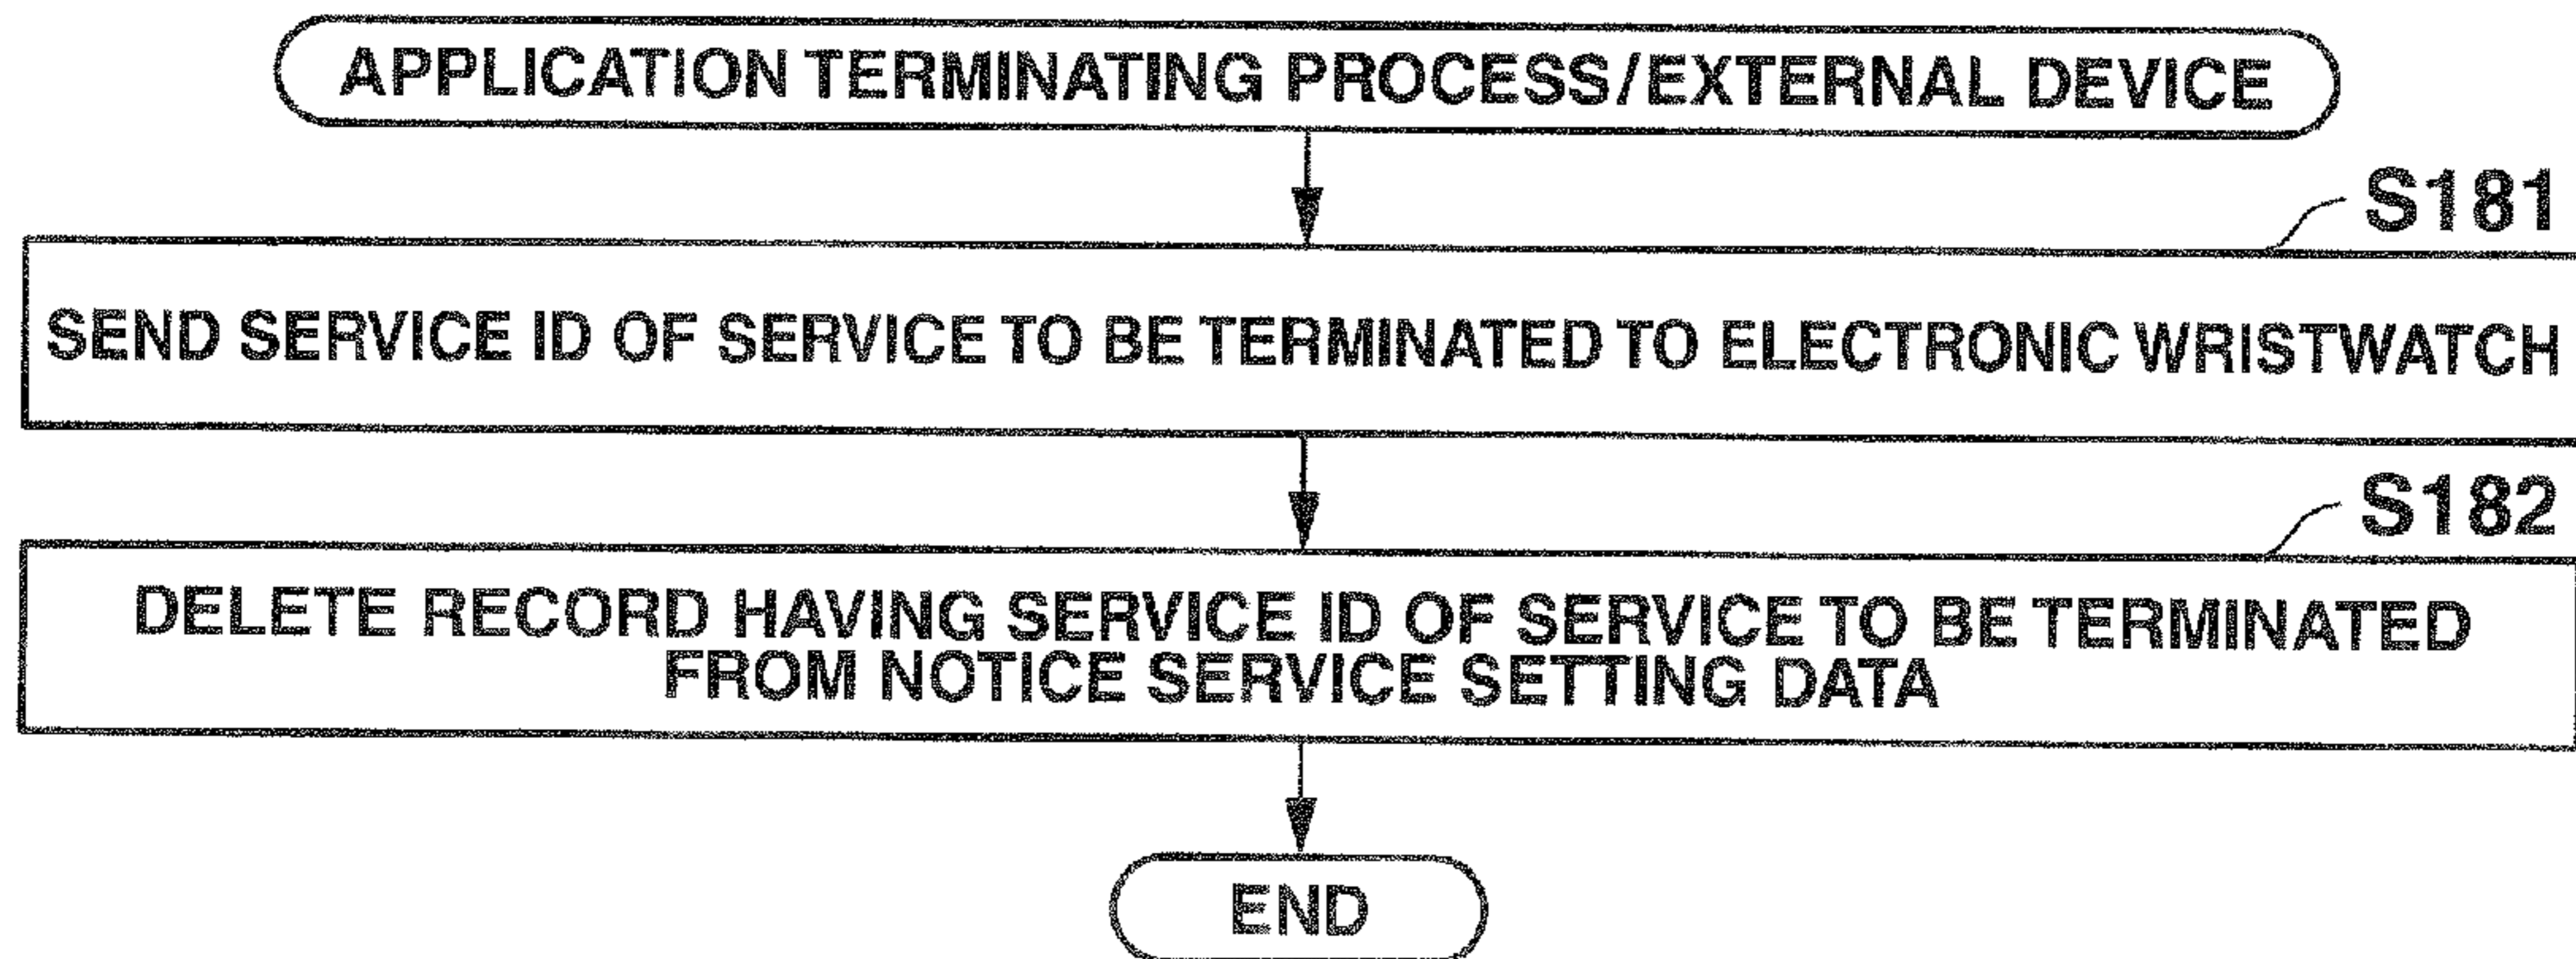 APPLICATION TERMINATING PROCESS/EXTERNAL DEVICE
S181
SEND SERVICE ID OF SERVICE TO BE TERMINATED TO ELECTRONIC WRISTWATCH
S182
DELETE RECORD HAVING SERVICE ID OF SERVICE TO BE TERMINATED
FROM NOTICE SERVICE SETTING DATA
END